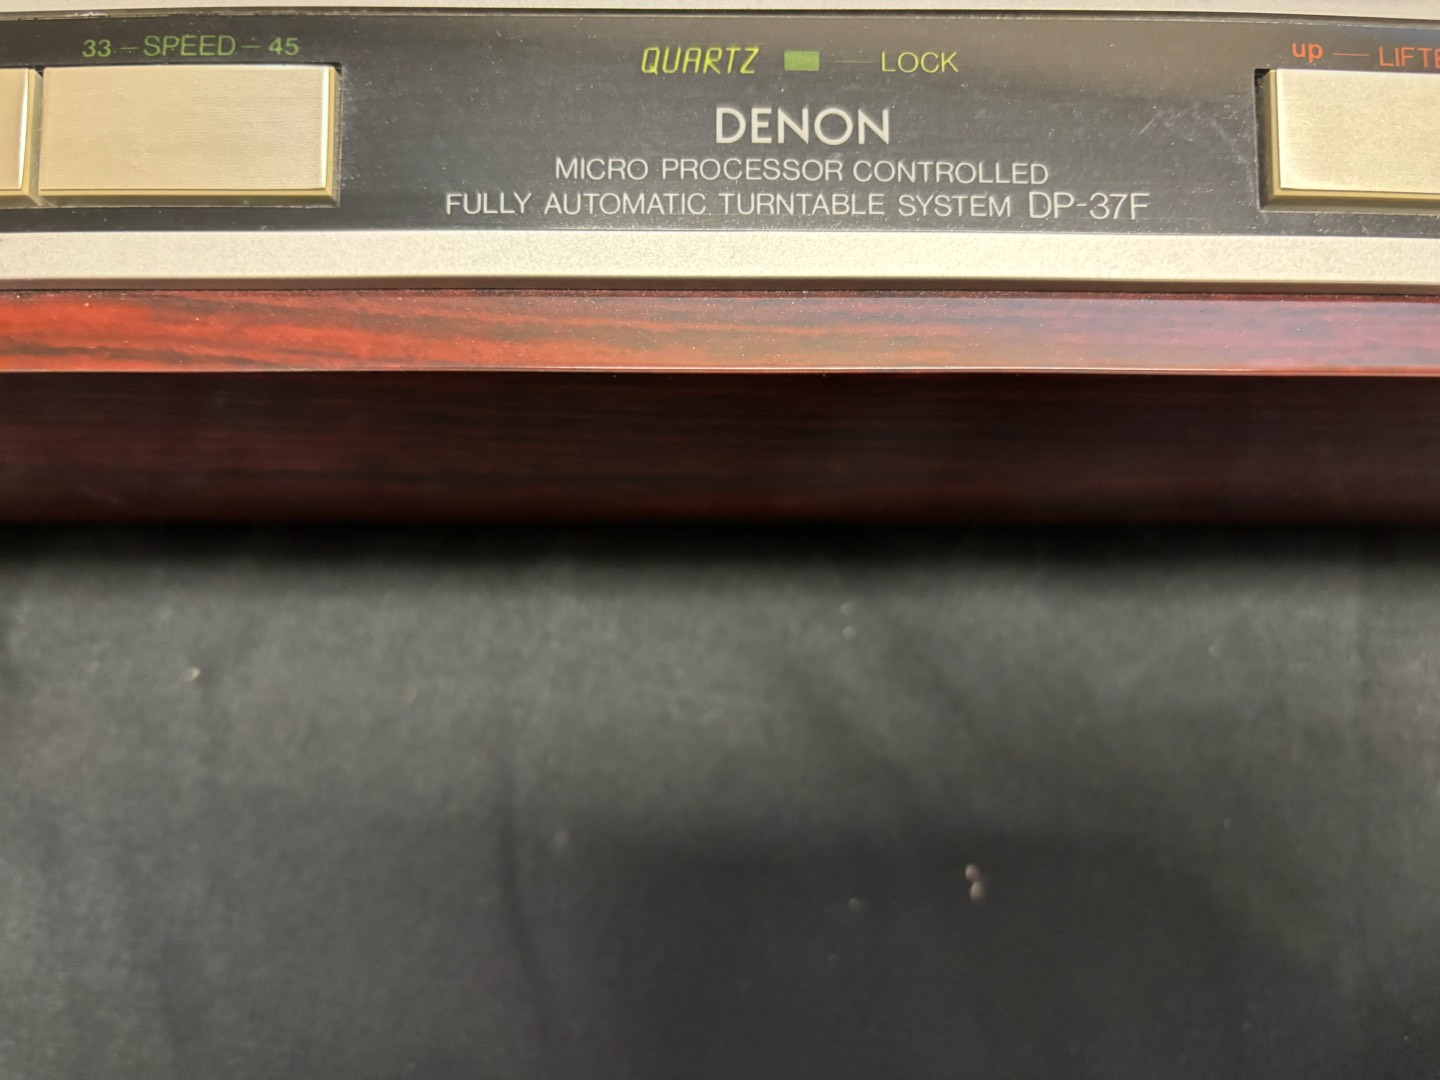 33 – SPEED – 45
QUARTZ — LOCK
up — LIFTE
DENON
MICRO PROCESSOR CONTROLLED
FULLY AUTOMATIC TURNTABLE SYSTEM DP-37F